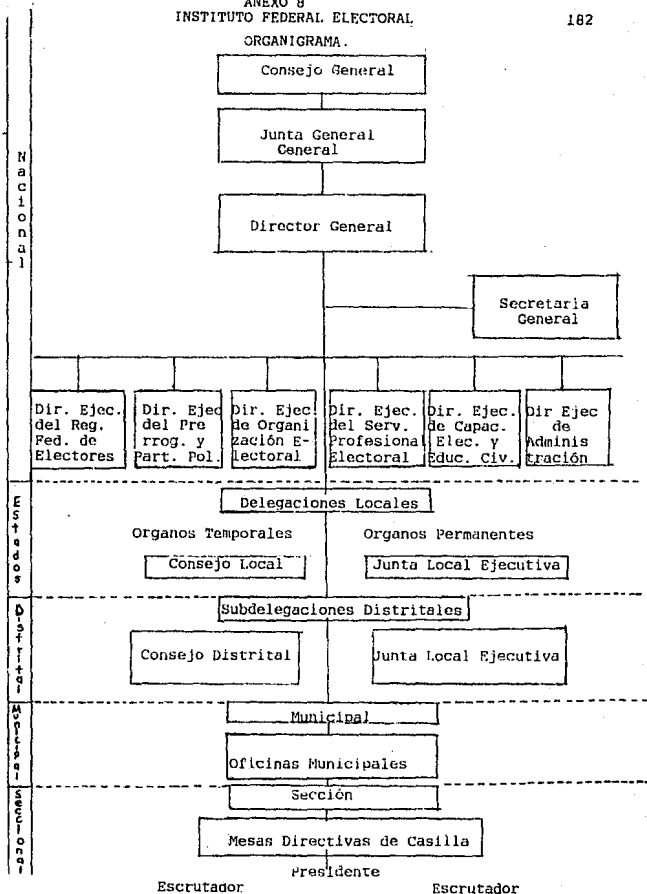 ANEXO 8
INSTITUTO FEDERAL ELECTORAL
182
ORGANIGRAMA.
Nacional
Consejo General
Junta General
General
Director General
Secretaria
General
Dir. Ejec.
del Reg.
Fed. de
Electores
Dir. Ejec
del Pre
rrog. y
Part. Pol.
Dir. Ejec
de Organi
zación E-
lectoral
Dir. Ejec.
del Serv.
Profesional
Electoral
Dir. Ejec.
de Capac.
Elec. y
Educ. Civ.
Dir Ejec
de
Adminis
tración
Estados
Delegaciones Locales
Organos Temporales
Organos Permanentes
Consejo Local
Junta Local Ejecutiva
Distrital
Subdelegaciones Distritales
Consejo Distrital
Junta Local Ejecutiva
Municipal
Municipal
Oficinas Municipales
Seccional
Sección
Mesas Directivas de Casilla
Presidente
Escrutador
Escrutador